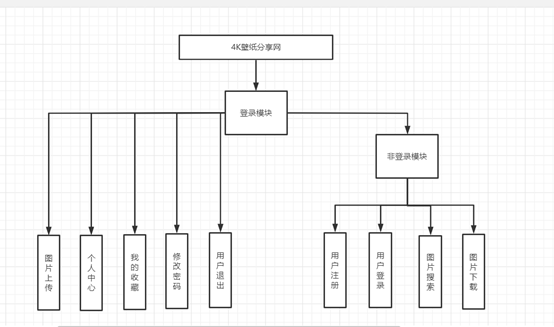 4K壁纸分享网
登录模块
非登录模块
图片上传
个人中心
我的收藏
修改密码
用户退出
用户注册
用户登录
图片搜索
图片下载